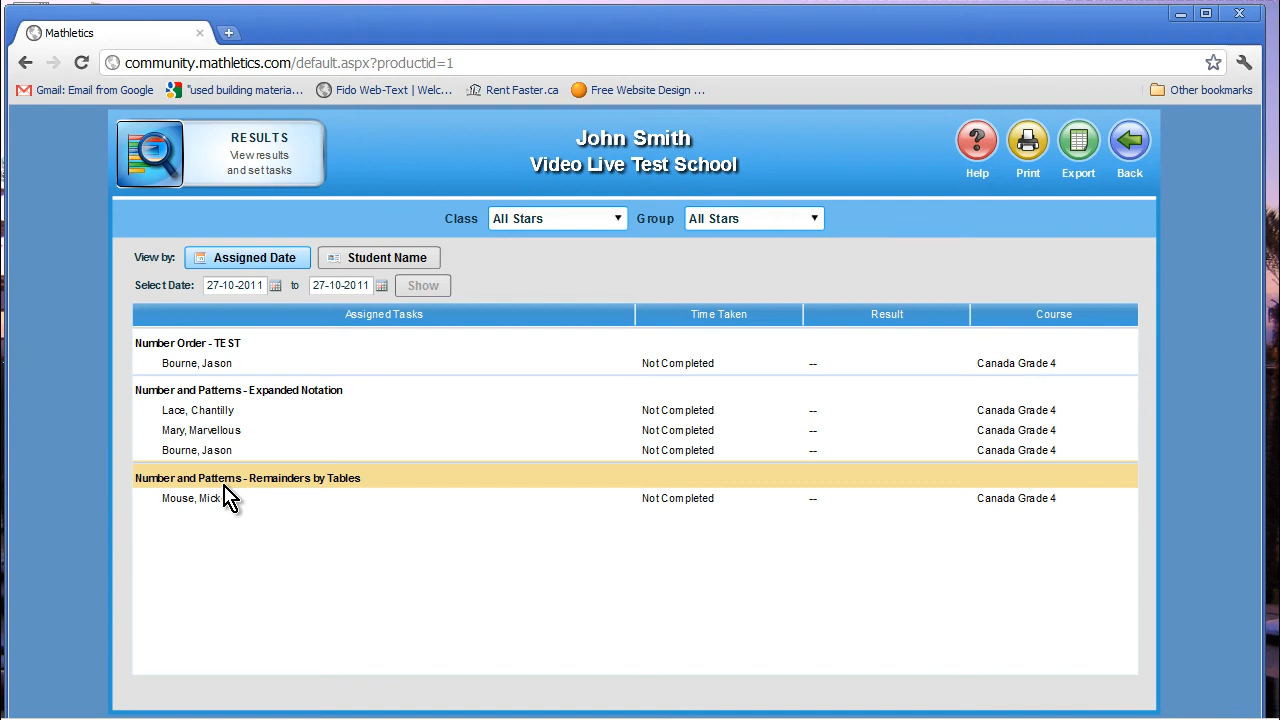 Mathletics
community.mathletics.com/default.aspx?productid=1
Gmail: Email from Google
"used building materia...
Fido Web-Text | Welc...
Rent Faster.ca
Free Website Design ...
Other bookmarks
RESULTS
View results
and set tasks
John Smith
Video Live Test School
Help
Print
Export
Back
Class
All Stars
Group
All Stars
View by:
Assigned Date
Student Name
Select Date:
27-10-2011
to
27-10-2011
Show
Assigned Tasks
Time Taken
Result
Course
Number Order - TEST
Bourne, Jason
Not Completed
--
Canada Grade 4
Number and Patterns - Expanded Notation
Lace, Chantilly
Not Completed
--
Canada Grade 4
Mary, Marvellous
Not Completed
--
Canada Grade 4
Bourne, Jason
Not Completed
--
Canada Grade 4
Number and Patterns - Remainders by Tables
Mouse, Mick
Not Completed
--
Canada Grade 4